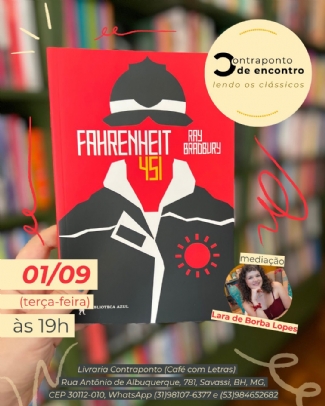 Contraponto
de encontro
lendo os clássicos
FAHRENHEIT
451
RAY
BRADBURY
BIBLIOTECA AZUL
01/09
(terça-feira)
às 19h
mediação
Lara de Borba Lopes
Livraria Contraponto (Café com Letras)
Rua Antônio de Albuquerque, 781, Savassi, BH, MG,
CEP 30112-010, WhatsApp (31)98107-6377 e (53)984652682